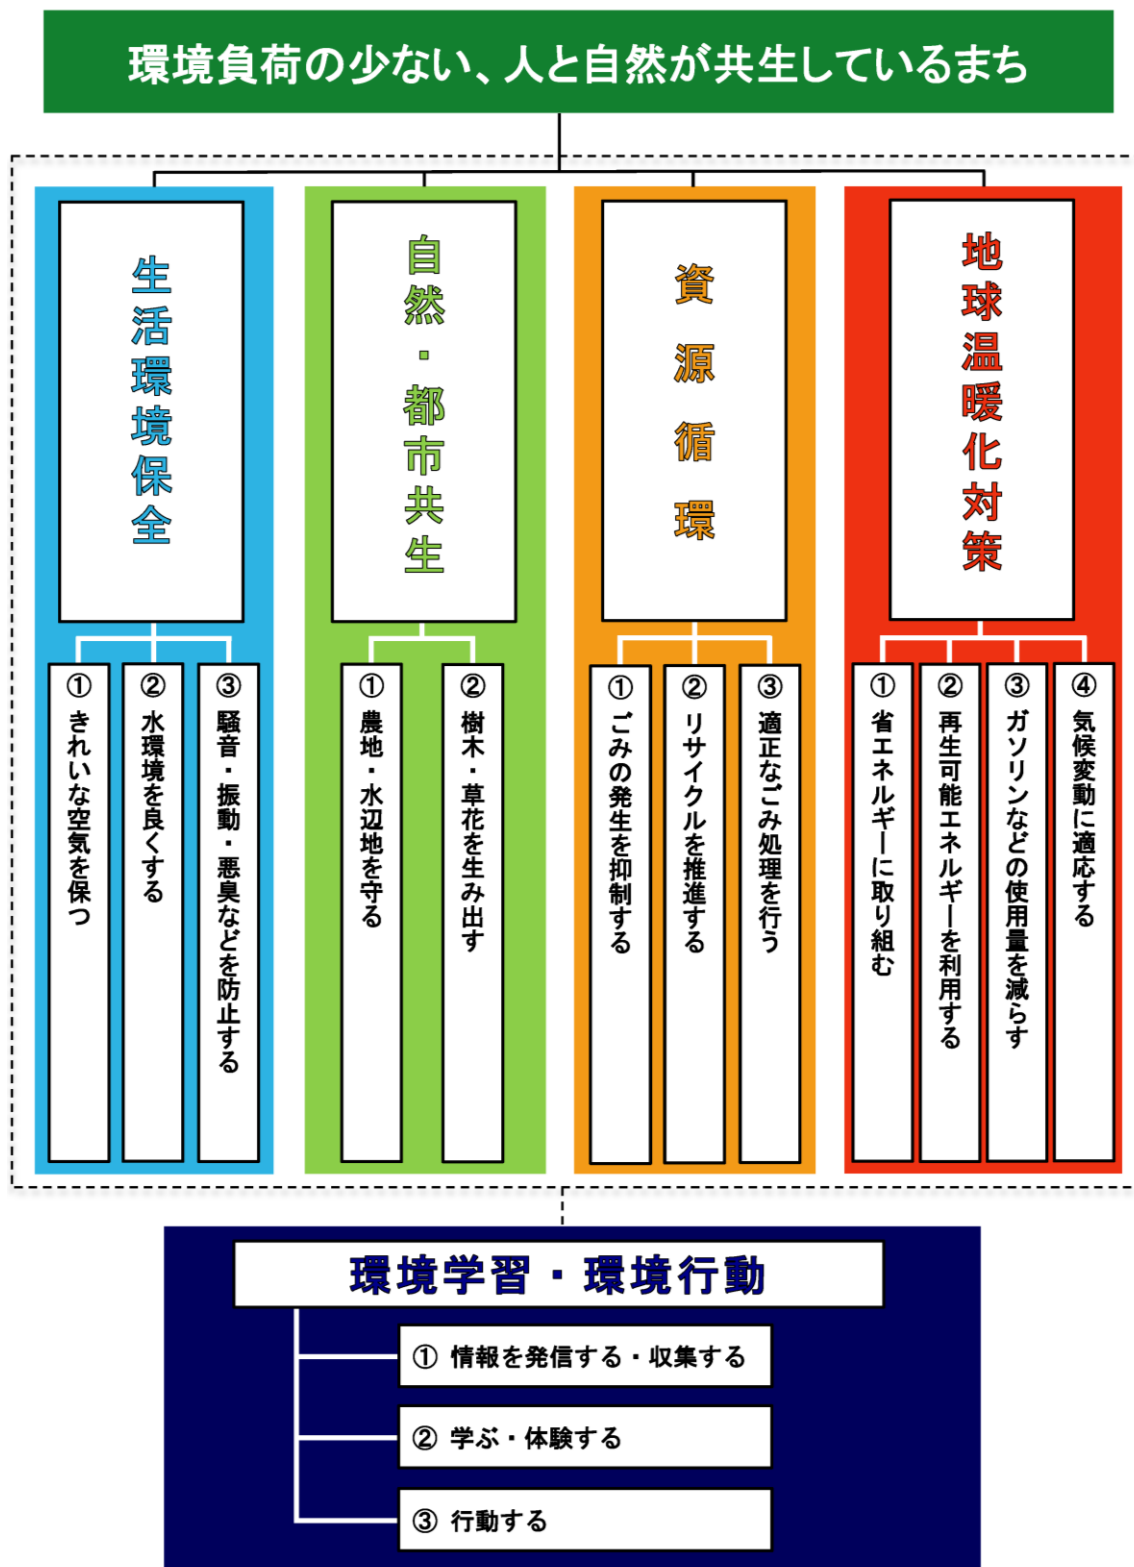 環境負荷の少ない、人と自然が共生しているまち
生活環境保全
①きれいな空気を保つ
②水環境を良くする
③騒音・振動・悪臭などを防止する
自然・都市共生
①農地・水辺地を守る
②樹木・草花を生み出す
資源循環
①ごみの発生を抑制する
②リサイクルを推進する
③適正なごみ処理を行う
地球温暖化対策
①省エネルギーに取り組む
②再生可能エネルギーを利用する
③ガソリンなどの使用量を減らす
④気候変動に適応する
環境学習・環境行動
① 情報を発信する・収集する
② 学ぶ・体験する
③ 行動する